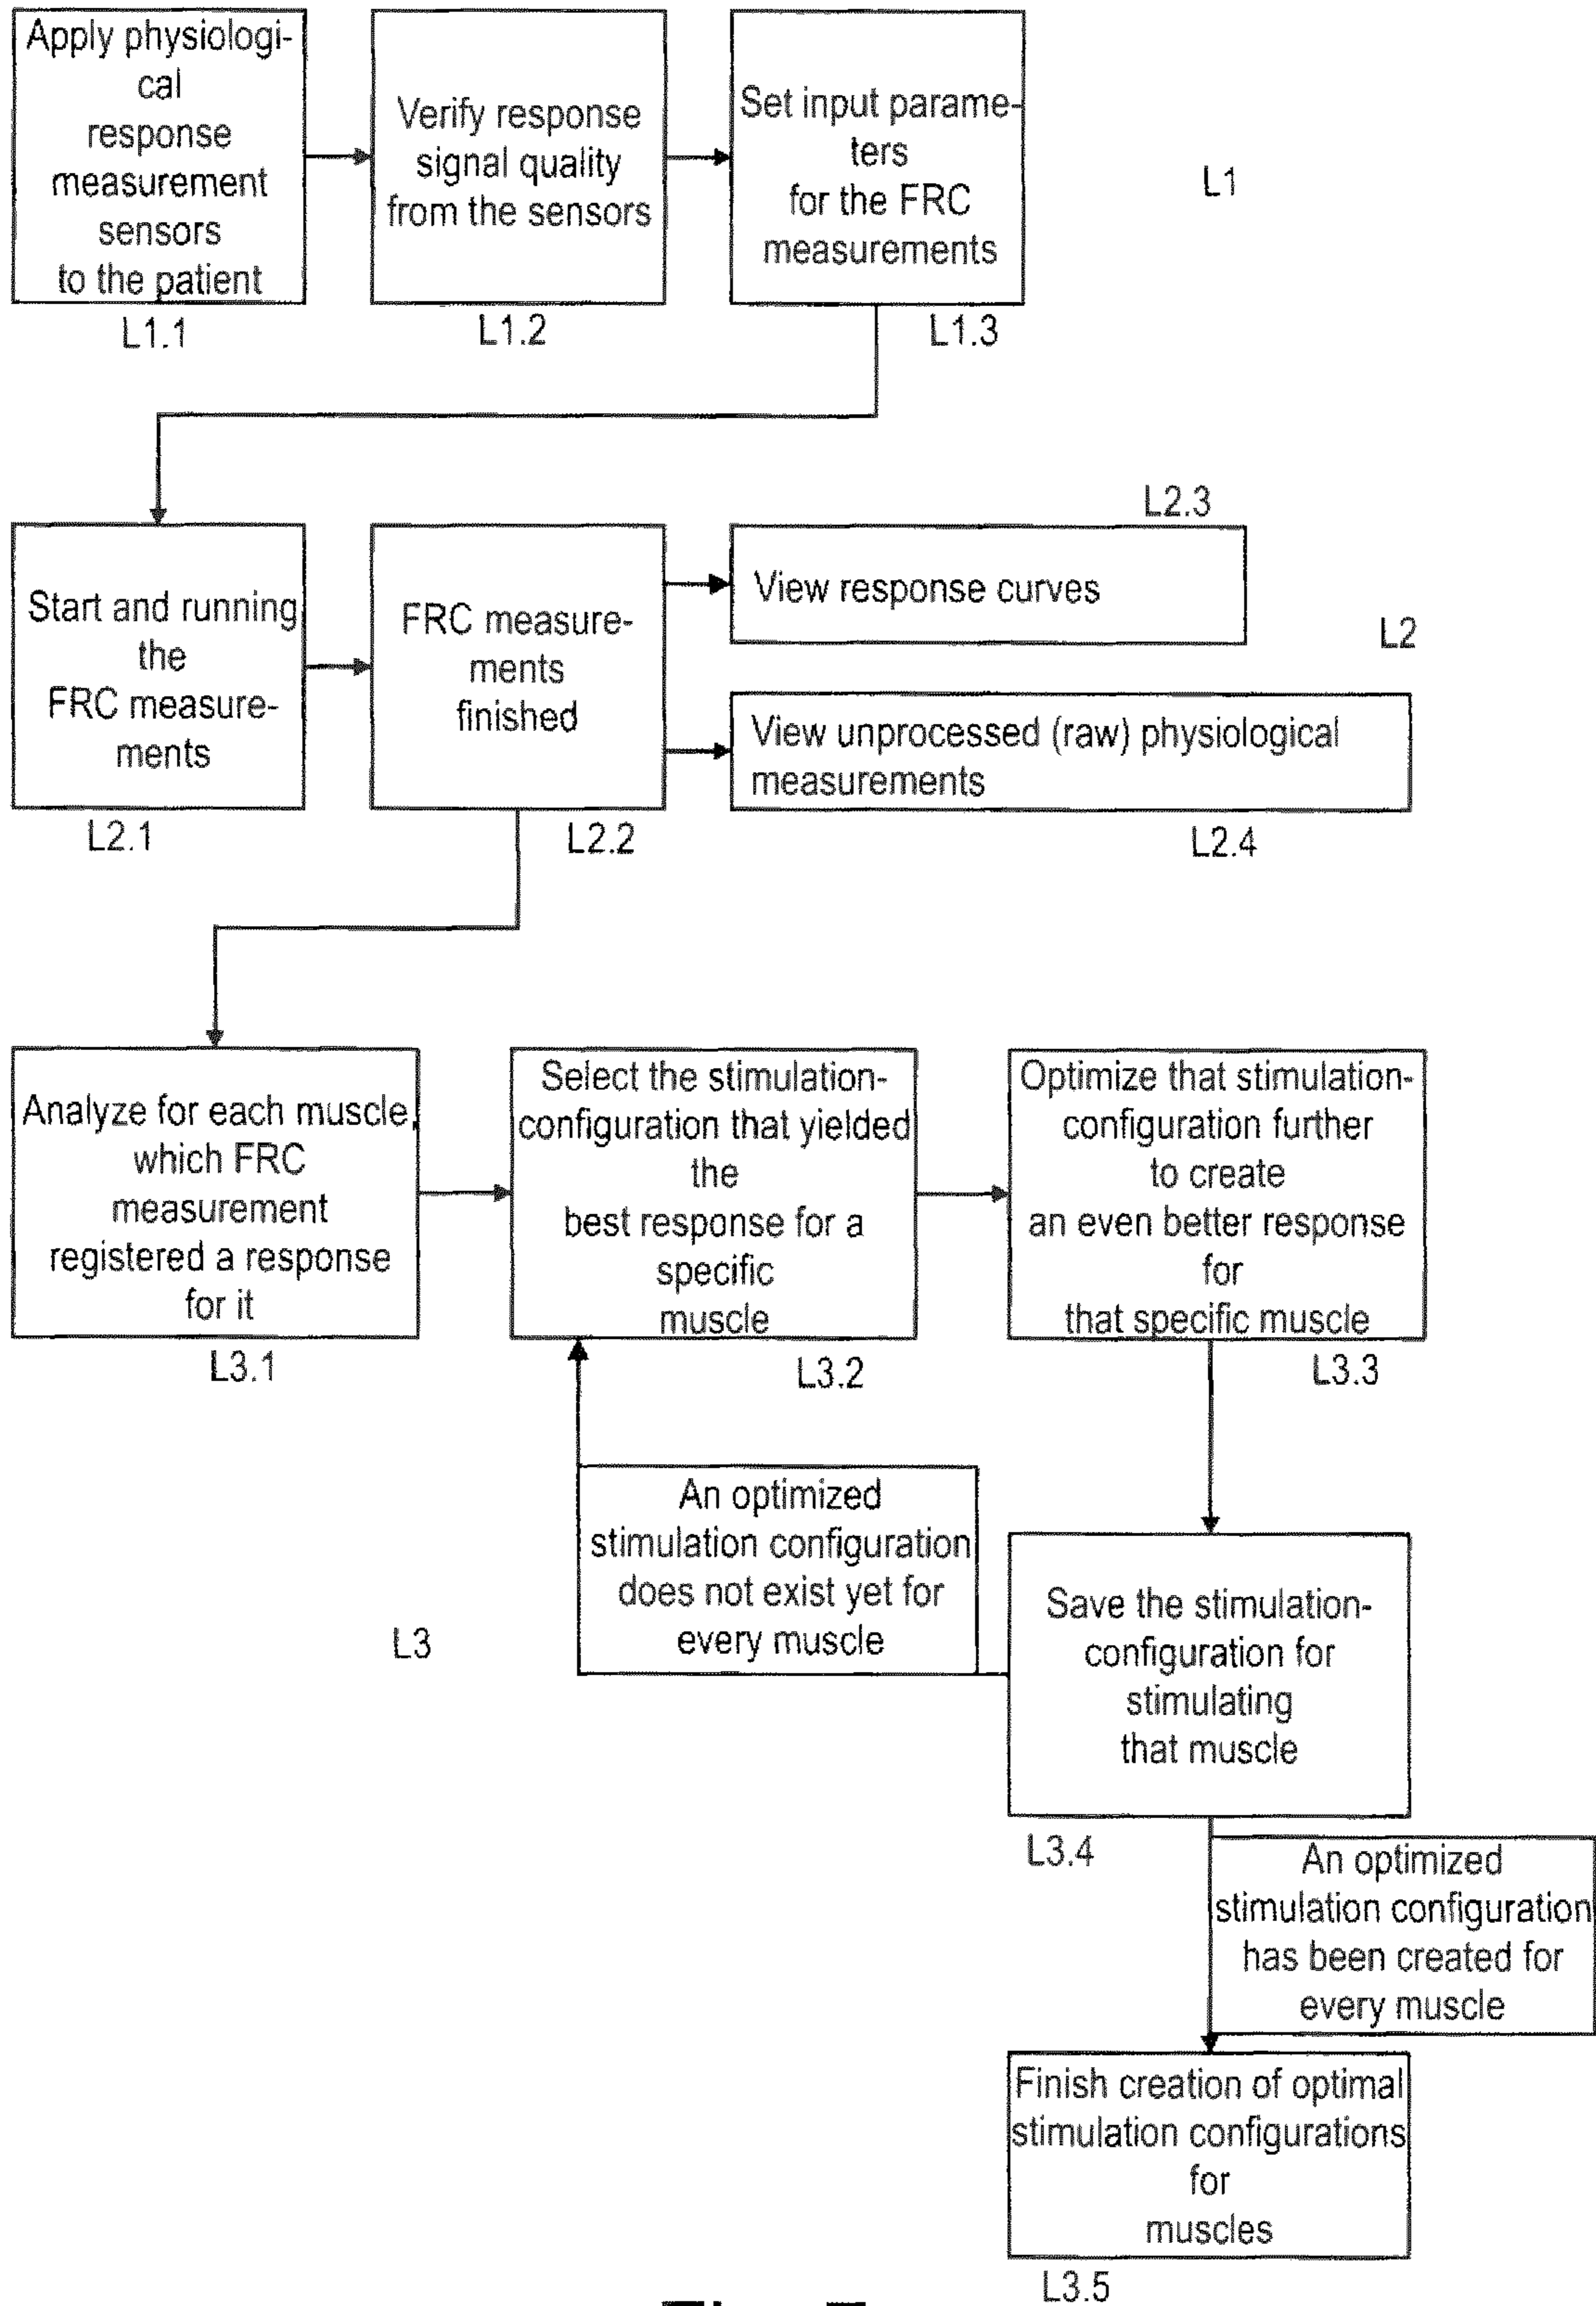 Apply physiologi-
cal
response
measurement
sensors
to the patient
L1.1
Verify response
signal quality
from the sensors
L1.2
Set input parame-
ters
for the FRC
measurements
L1.3
L1
Start and running
the
FRC measure-
ments
L2.1
FRC measure-
ments
finished
L2.2
L2.3
View response curves
L2
View unprocessed (raw) physiological
measurements
L2.4
Analyze for each muscle,
which FRC
measurement
registered a response
for it
L3.1
Select the stimulation-
configuration that yielded
the
best response for a
specific
muscle
L3.2
Optimize that stimulation-
configuration further
to create
an even better response
for
that specific muscle
L3.3
An optimized
stimulation configuration
does not exist yet for
every muscle
L3
Save the stimulation-
configuration for
stimulating
that muscle
L3.4
An optimized
stimulation configuration
has been created for
every muscle
Finish creation of optimal
stimulation configurations
for
muscles
L3.5